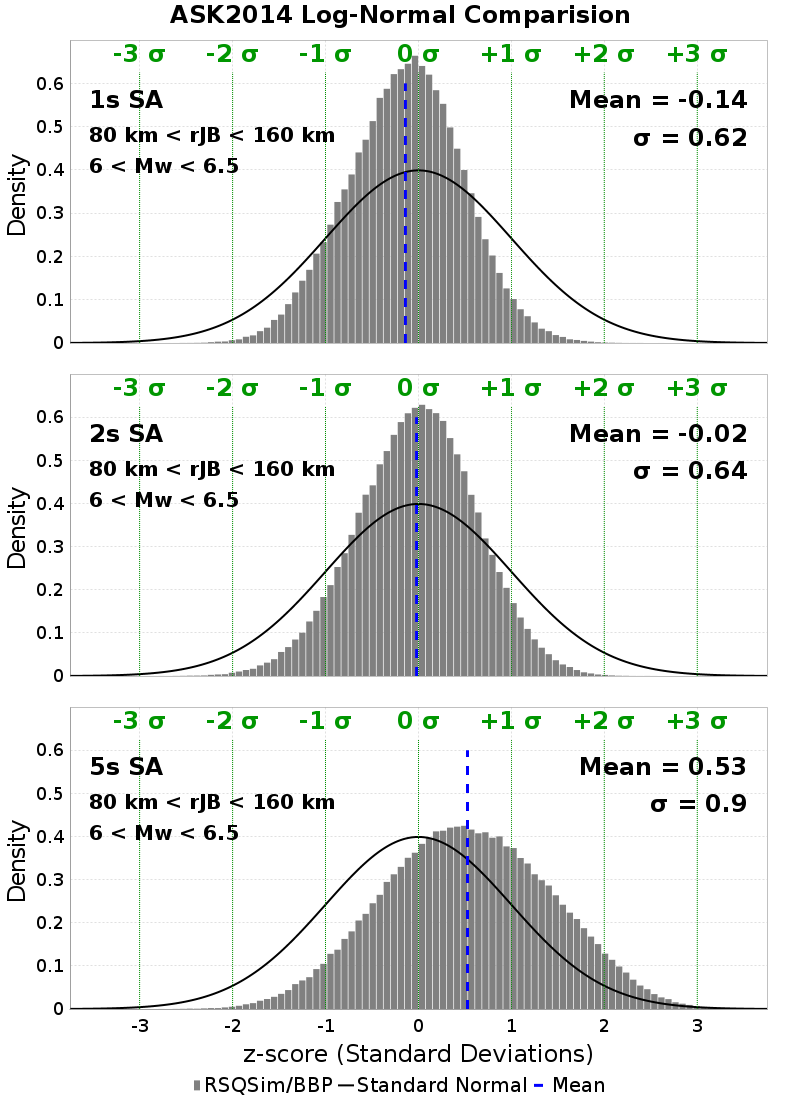 ASK2014 Log-Normal Comparision
-3 σ -2 σ -1 σ 0 σ +1 σ +2 σ +3 σ
1s SA Mean = -0.14
80 km < rJB < 160 km σ = 0.62
6 < Mw < 6.5
Density
0.6
0.5
0.4
0.3
0.2
0.1
0
-3 σ -2 σ -1 σ 0 σ +1 σ +2 σ +3 σ
2s SA Mean = -0.02
80 km < rJB < 160 km σ = 0.64
6 < Mw < 6.5
Density
0.6
0.5
0.4
0.3
0.2
0.1
0
-3 σ -2 σ -1 σ 0 σ +1 σ +2 σ +3 σ
5s SA Mean = 0.53
80 km < rJB < 160 km σ = 0.9
6 < Mw < 6.5
Density
0.6
0.5
0.4
0.3
0.2
0.1
0
-3 -2 -1 0 1 2 3
z-score (Standard Deviations)
RSQSim/BBP Standard Normal Mean